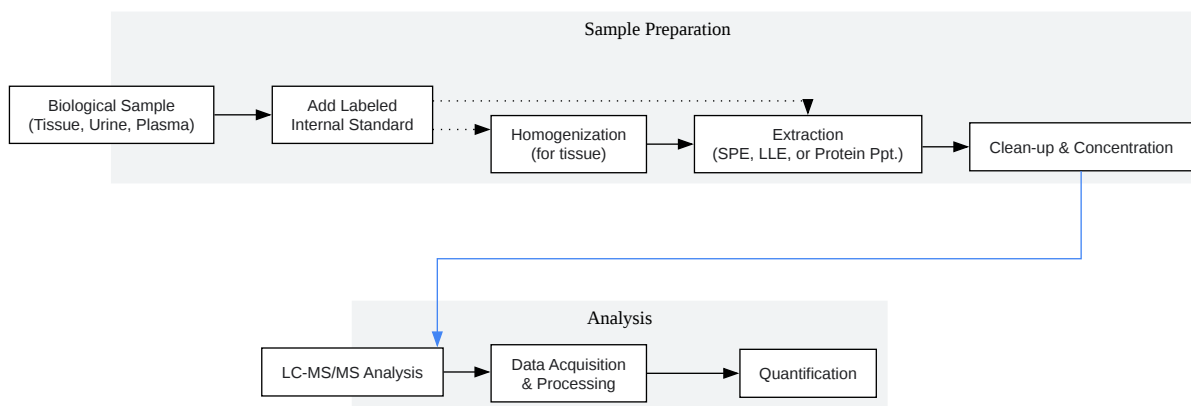 Sample Preparation
Biological Sample
(Tissue, Urine, Plasma)
Add Labeled
Internal Standard
Homogenization
(for tissue)
Extraction
(SPE, LLE, or Protein Ppt.)
Clean-up & Concentration
Analysis
LC-MS/MS Analysis
Data Acquisition
& Processing
Quantification